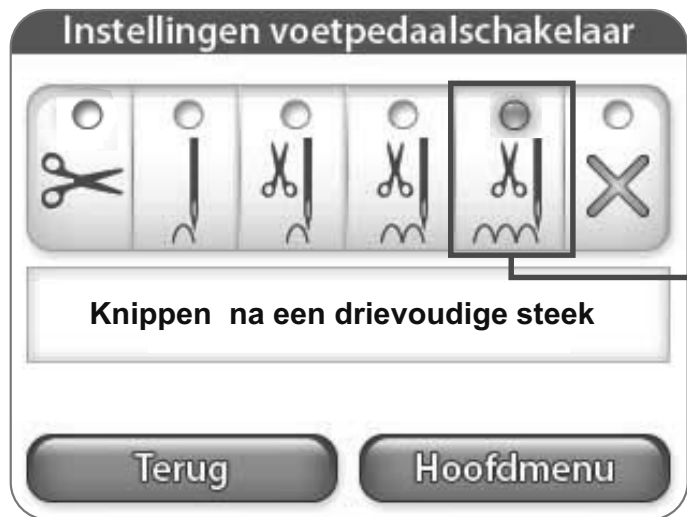 Instellingen voetpedaalschakelaar
Knippen na een drievoudige steek
Terug
Hoofdmenu